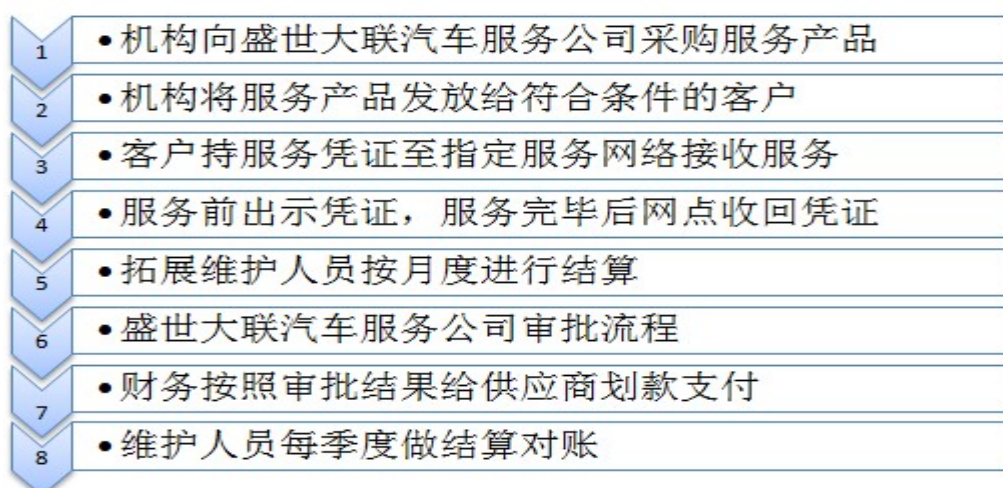 1 •机构向盛世大联汽车服务公司采购服务产品
2 •机构将服务产品发放给符合条件的客户
3 •客户持服务凭证至指定服务网络接收服务
4 •服务前出示凭证，服务完毕后网点收回凭证
5 •拓展维护人员按月度进行结算
6 •盛世大联汽车服务公司审批流程
7 •财务按照审批结果给供应商划款支付
8 •维护人员每季度做结算对账